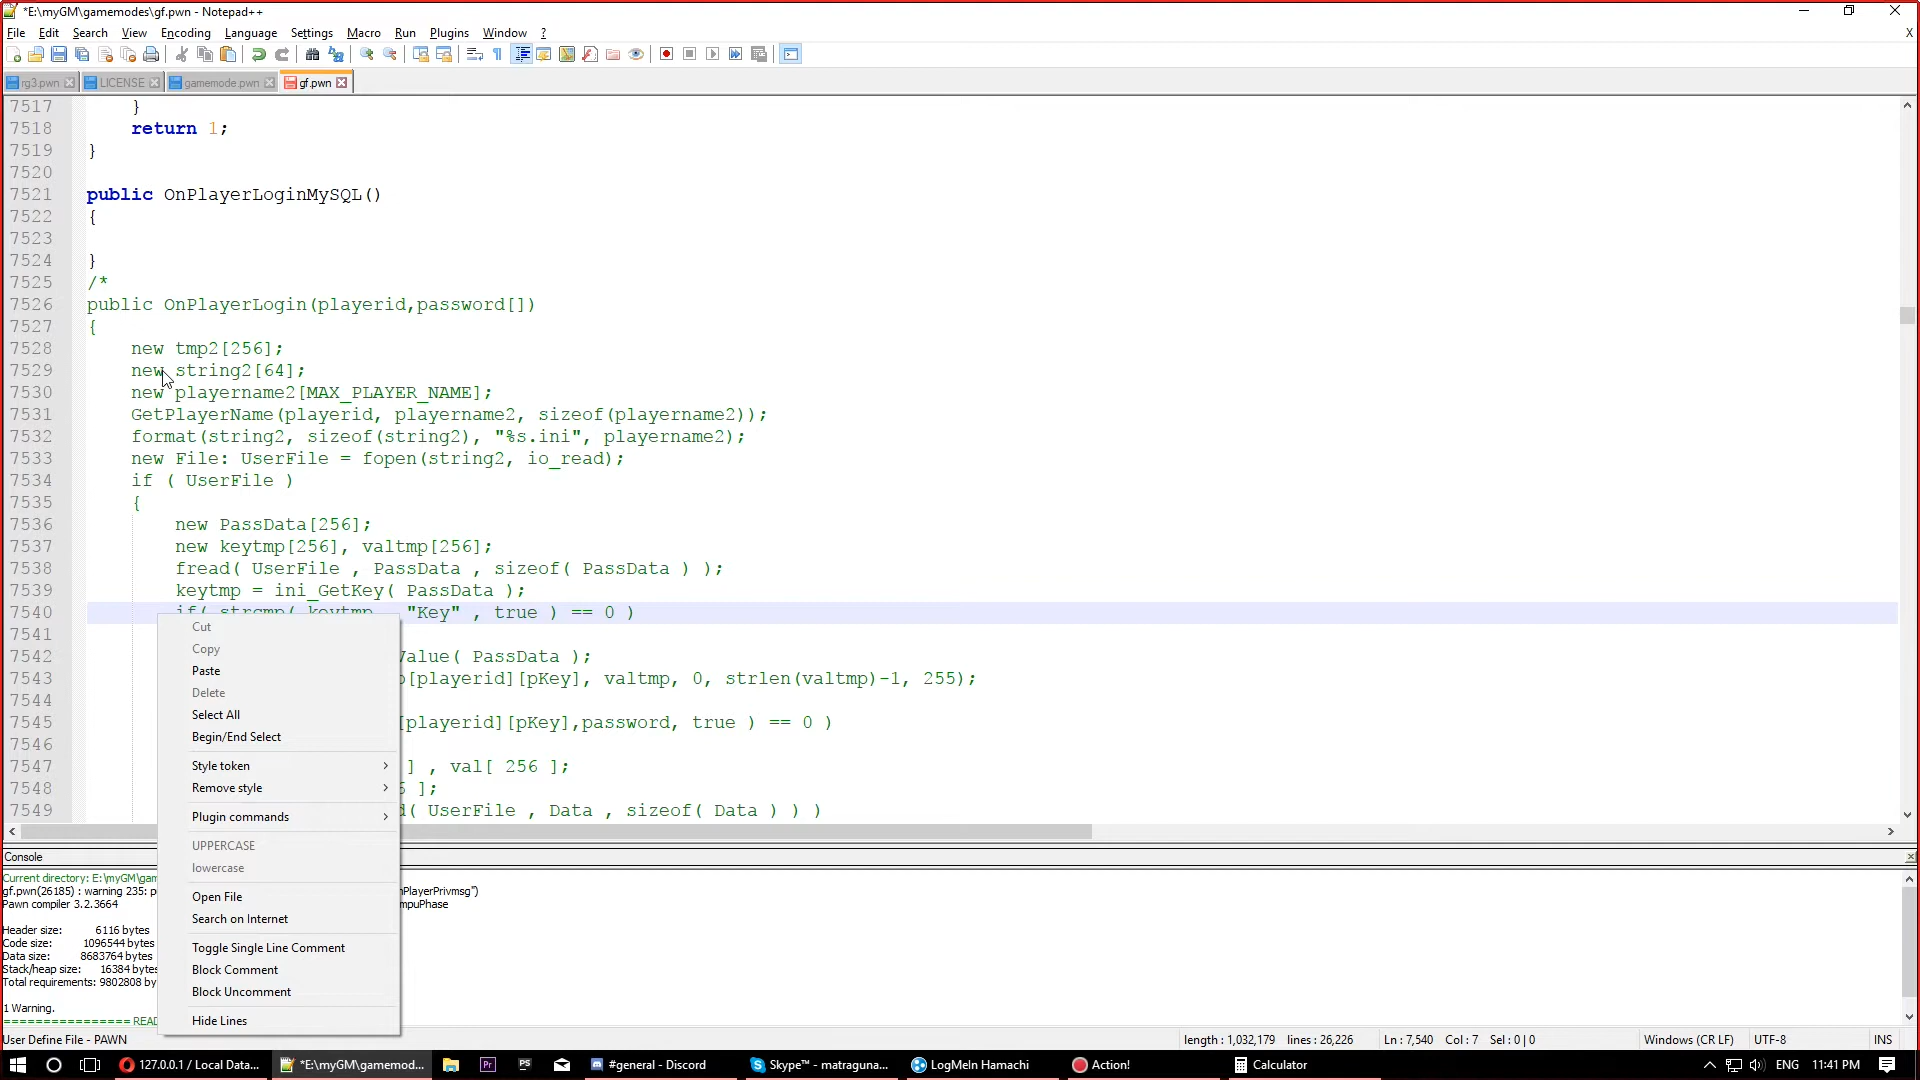 *E:\myGM\gamemodes\gf.pwn - Notepad++
File Edit Search View Encoding Language Settings Macro Run Plugins Window ? X
rg3.pwn LICENSE gamemode.pwn gf.pwn
7517 }
7518 return 1;
7519 }
7520
7521 public OnPlayerLoginMySQL()
7522 {
7523
7524 }
7525 /*
7526 public OnPlayerLogin(playerid,password[])
7527 {
7528 new tmp2[256];
7529 new string2[64];
7530 new playername2[MAX_PLAYER_NAME];
7531 GetPlayerName(playerid, playername2, sizeof(playername2));
7532 format(string2, sizeof(string2), "%s.ini", playername2);
7533 new File: UserFile = fopen(string2, io_read);
7534 if ( UserFile )
7535 {
7536 new PassData[256];
7537 new keytmp[256], valtmp[256];
7538 fread( UserFile , PassData , sizeof( PassData ) );
7539 keytmp = ini_GetKey( PassData );
7540 if( strcmp( keytmp "Key" , true ) == 0 )
7541
7542 Value( PassData );
7543 [playerid][pKey], valtmp, 0, strlen(valtmp)-1, 255);
7544
7545 [playerid][pKey],password, true ) == 0 )
7546
7547 ] , val[ 256 ];
7548 ];
7549 ( UserFile , Data , sizeof( Data ) ) )
Cut
Copy
Paste
Delete
Select All
Begin/End Select
Style token
Remove style
Plugin commands
UPPERCASE
lowercase
Open File
Search on Internet
Toggle Single Line Comment
Block Comment
Block Uncomment
Hide Lines
Console
Current directory: E:\myGM\gam
gf.pwn(26185) : warning 235: p nPlayerPrivmsg")
Pawn compiler 3.2.3664 mpuPhase
Header size: 6116 bytes
Code size: 1096544 bytes
Data size: 8683764 bytes
Stack/heap size: 16384 bytes
Total requirements: 9802808 by
1 Warning.
================ READ
User Define File - PAWN length : 1,032,179 lines : 26,226 Ln : 7,540 Col : 7 Sel : 0 | 0 Windows (CR LF) UTF-8 INS
127.0.0.1 / Local Data... *E:\myGM\gamemod... Pr PS #general - Discord Skype™ - matraguna... LogMeIn Hamachi Action! Calculator ENG 11:41 PM